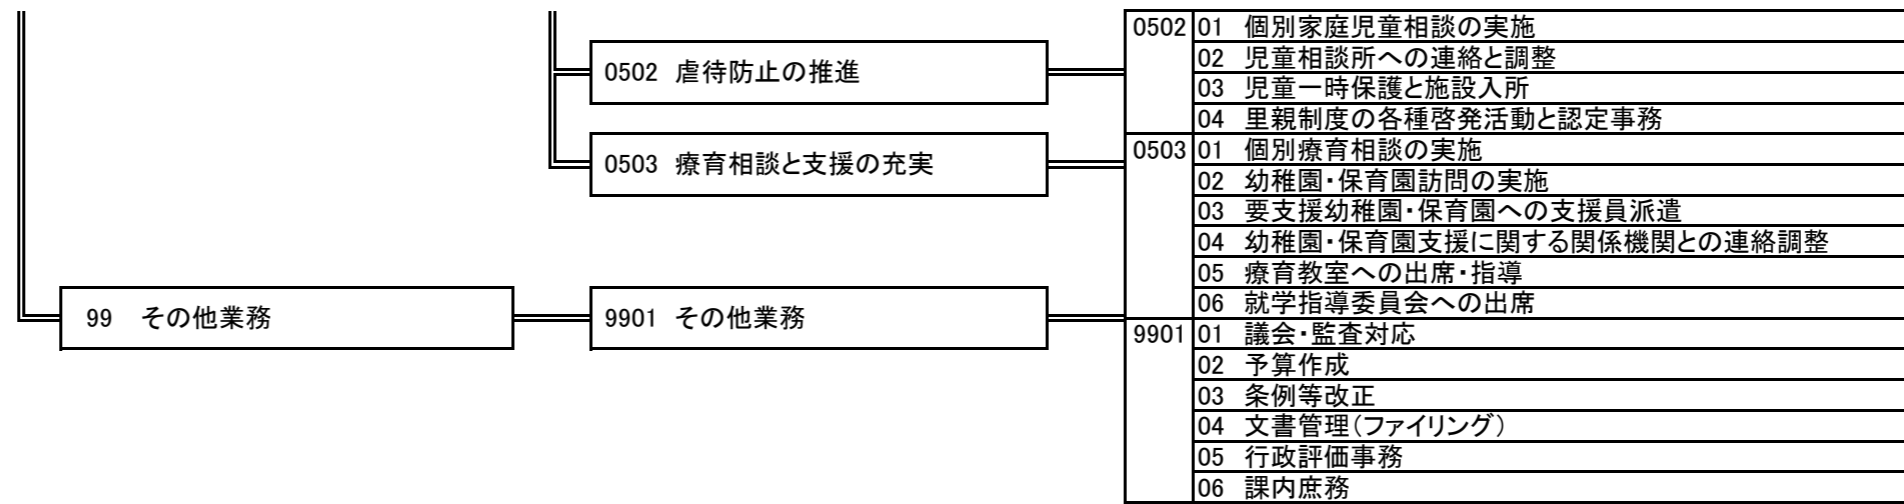 0502 01 個別家庭児童相談の実施
02 児童相談所への連絡と調整
0502 虐待防止の推進
03 児童一時保護と施設入所
04 里親制度の各種啓発活動と認定事務
0503 01 個別療育相談の実施
0503 療育相談と支援の充実
02 幼稚園・保育園訪問の実施
03 要支援幼稚園・保育園への支援員派遣
04 幼稚園・保育園支援に関する関係機関との連絡調整
05 療育教室への出席・指導
06 就学指導委員会への出席
99 その他業務
9901 その他業務
9901 01 議会・監査対応
02 予算作成
03 条例等改正
04 文書管理(ファイリング)
05 行政評価事務
06 課内庶務